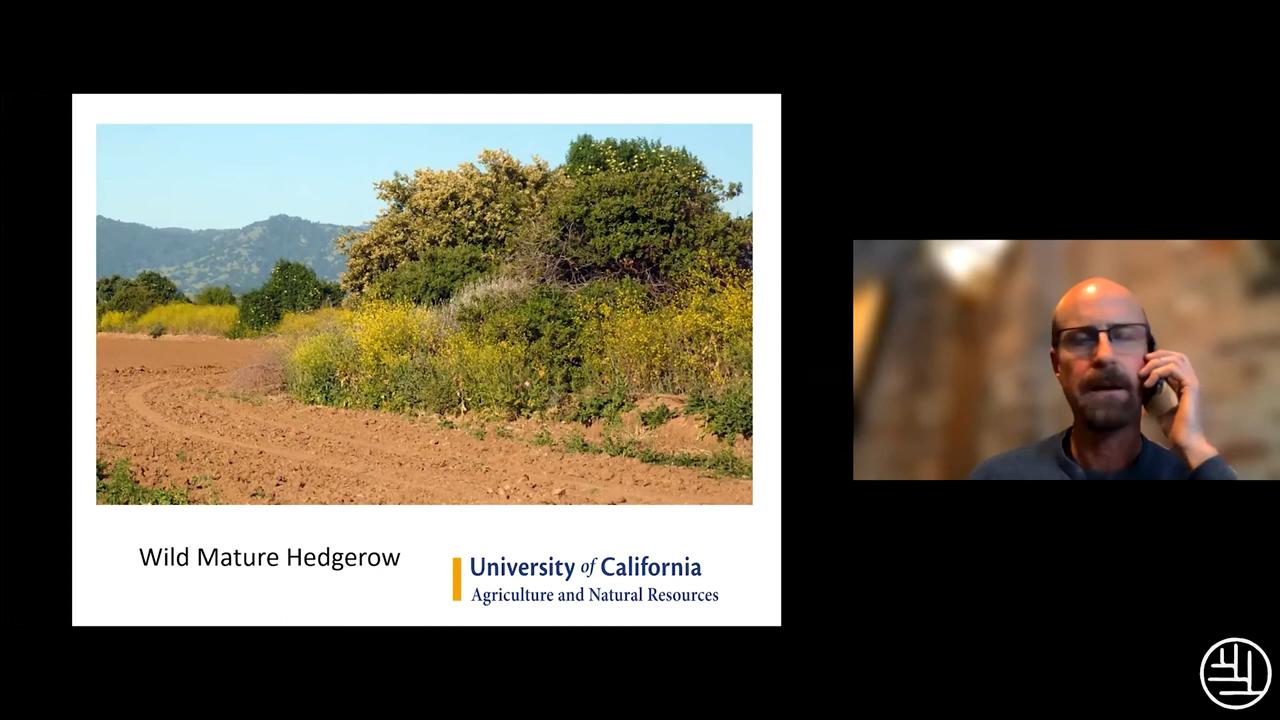 Wild Mature Hedgerow
University of California
Agriculture and Natural Resources